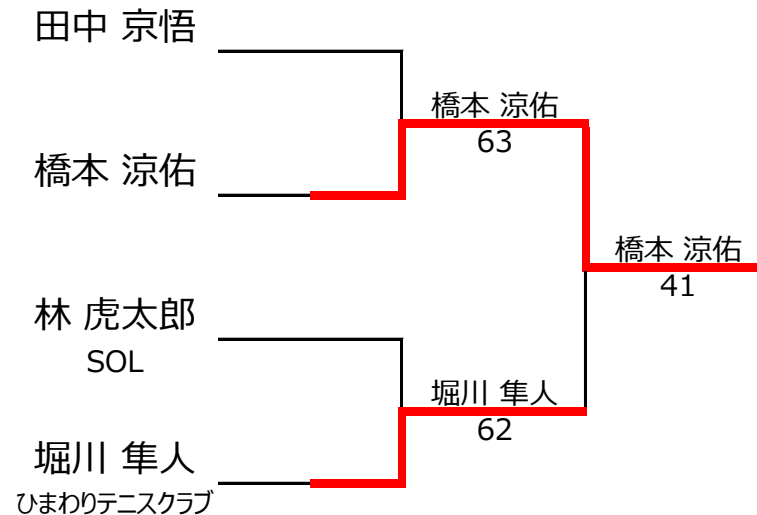 田中 京悟
橋本 涼佑
63
橋本 涼佑
橋本 涼佑
41
林 虎太郎
SOL
堀川 隼人
62
堀川 隼人
ひまわりテニスクラブ